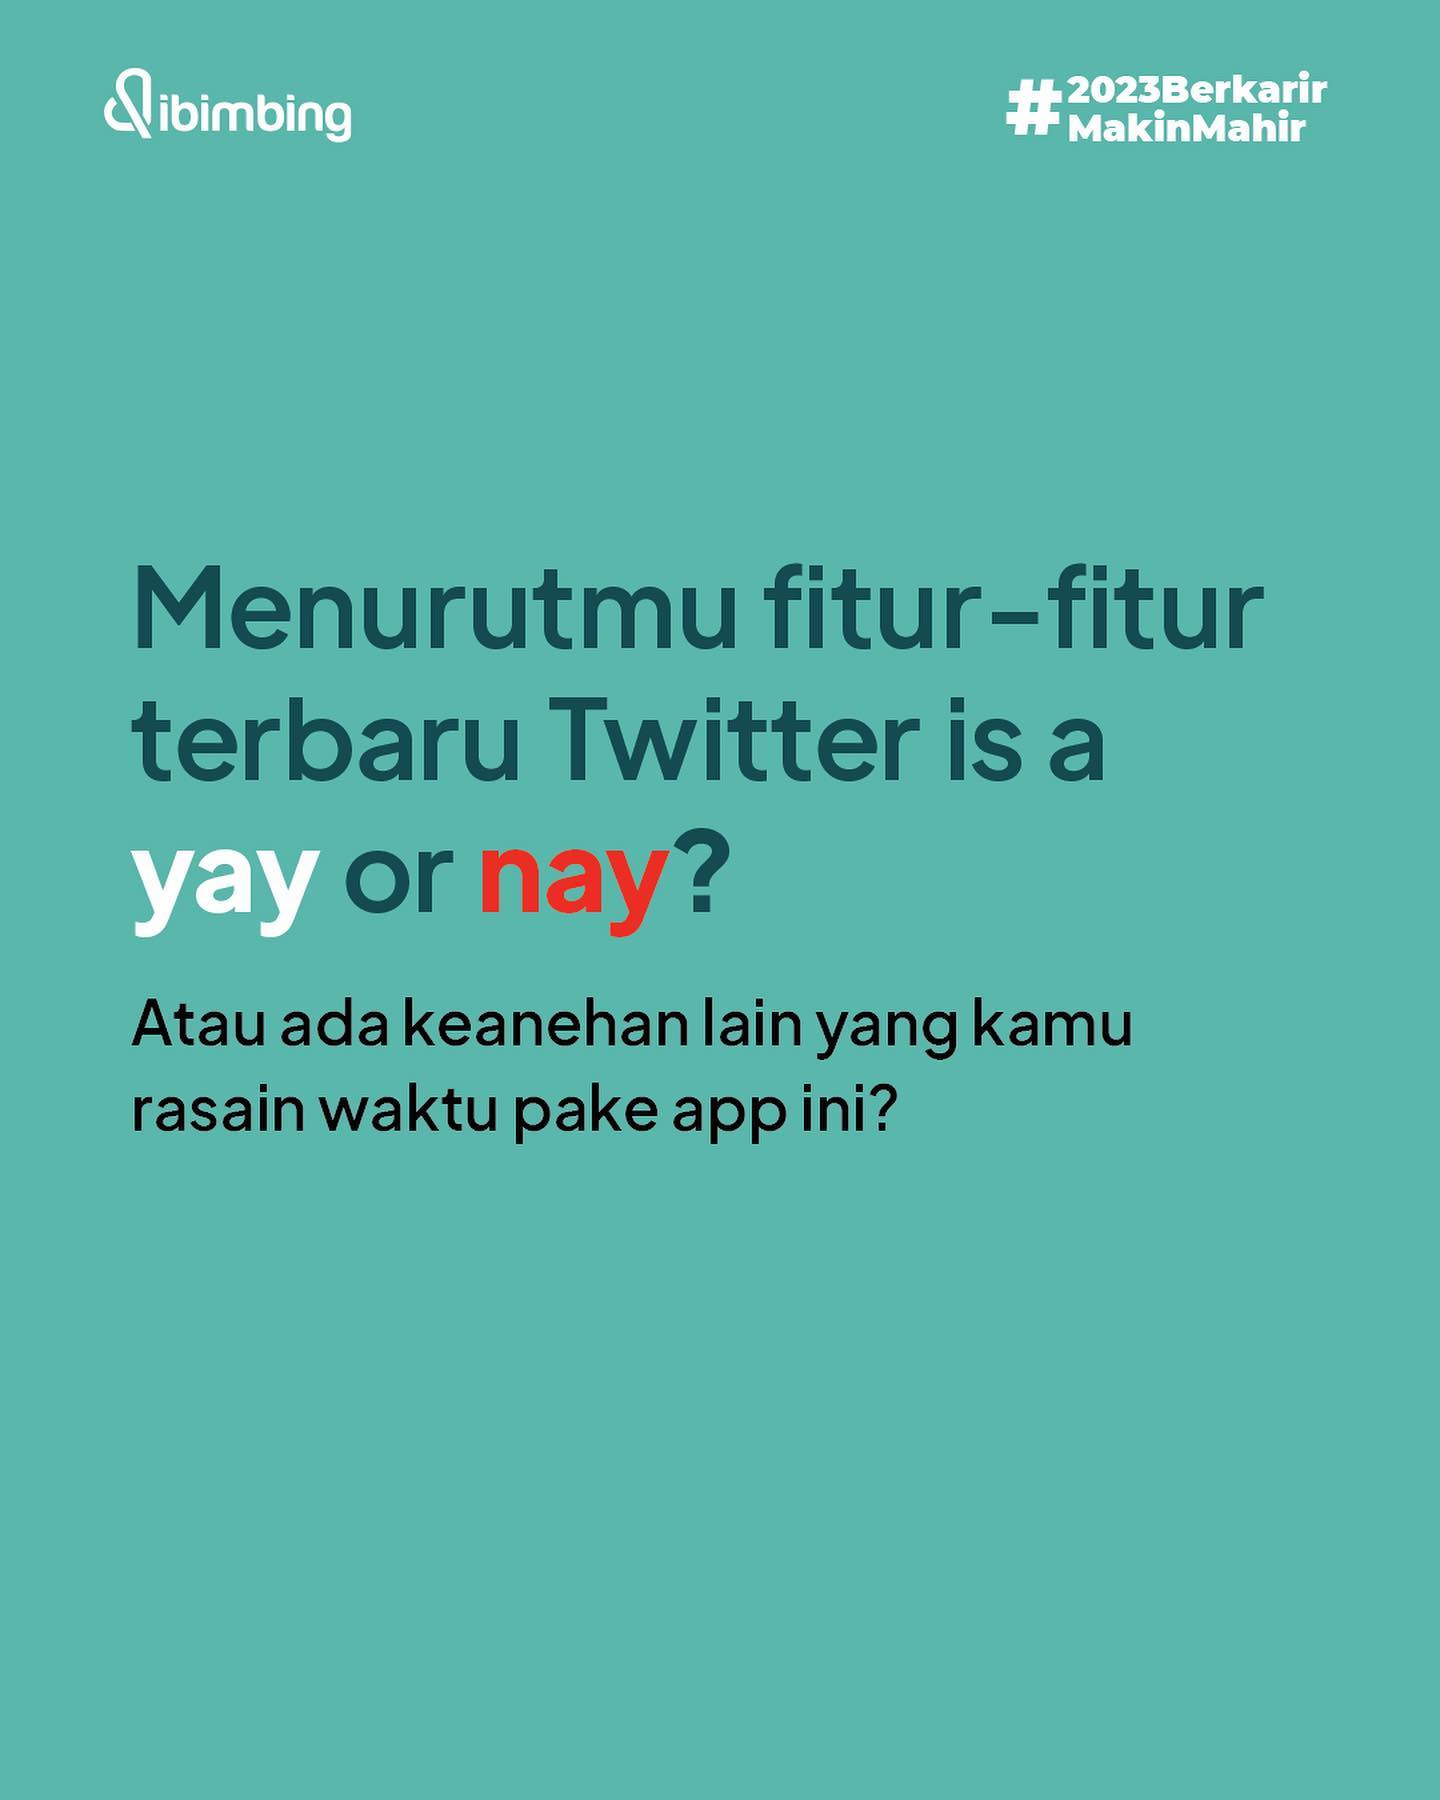 dibimbing
#2023Berkarir
MakinMahir
Menurutmu fitur-fitur
terbaru Twitter is a
yay or nay?
Atau ada keanehan lain yang kamu
rasain waktu pake app ini?